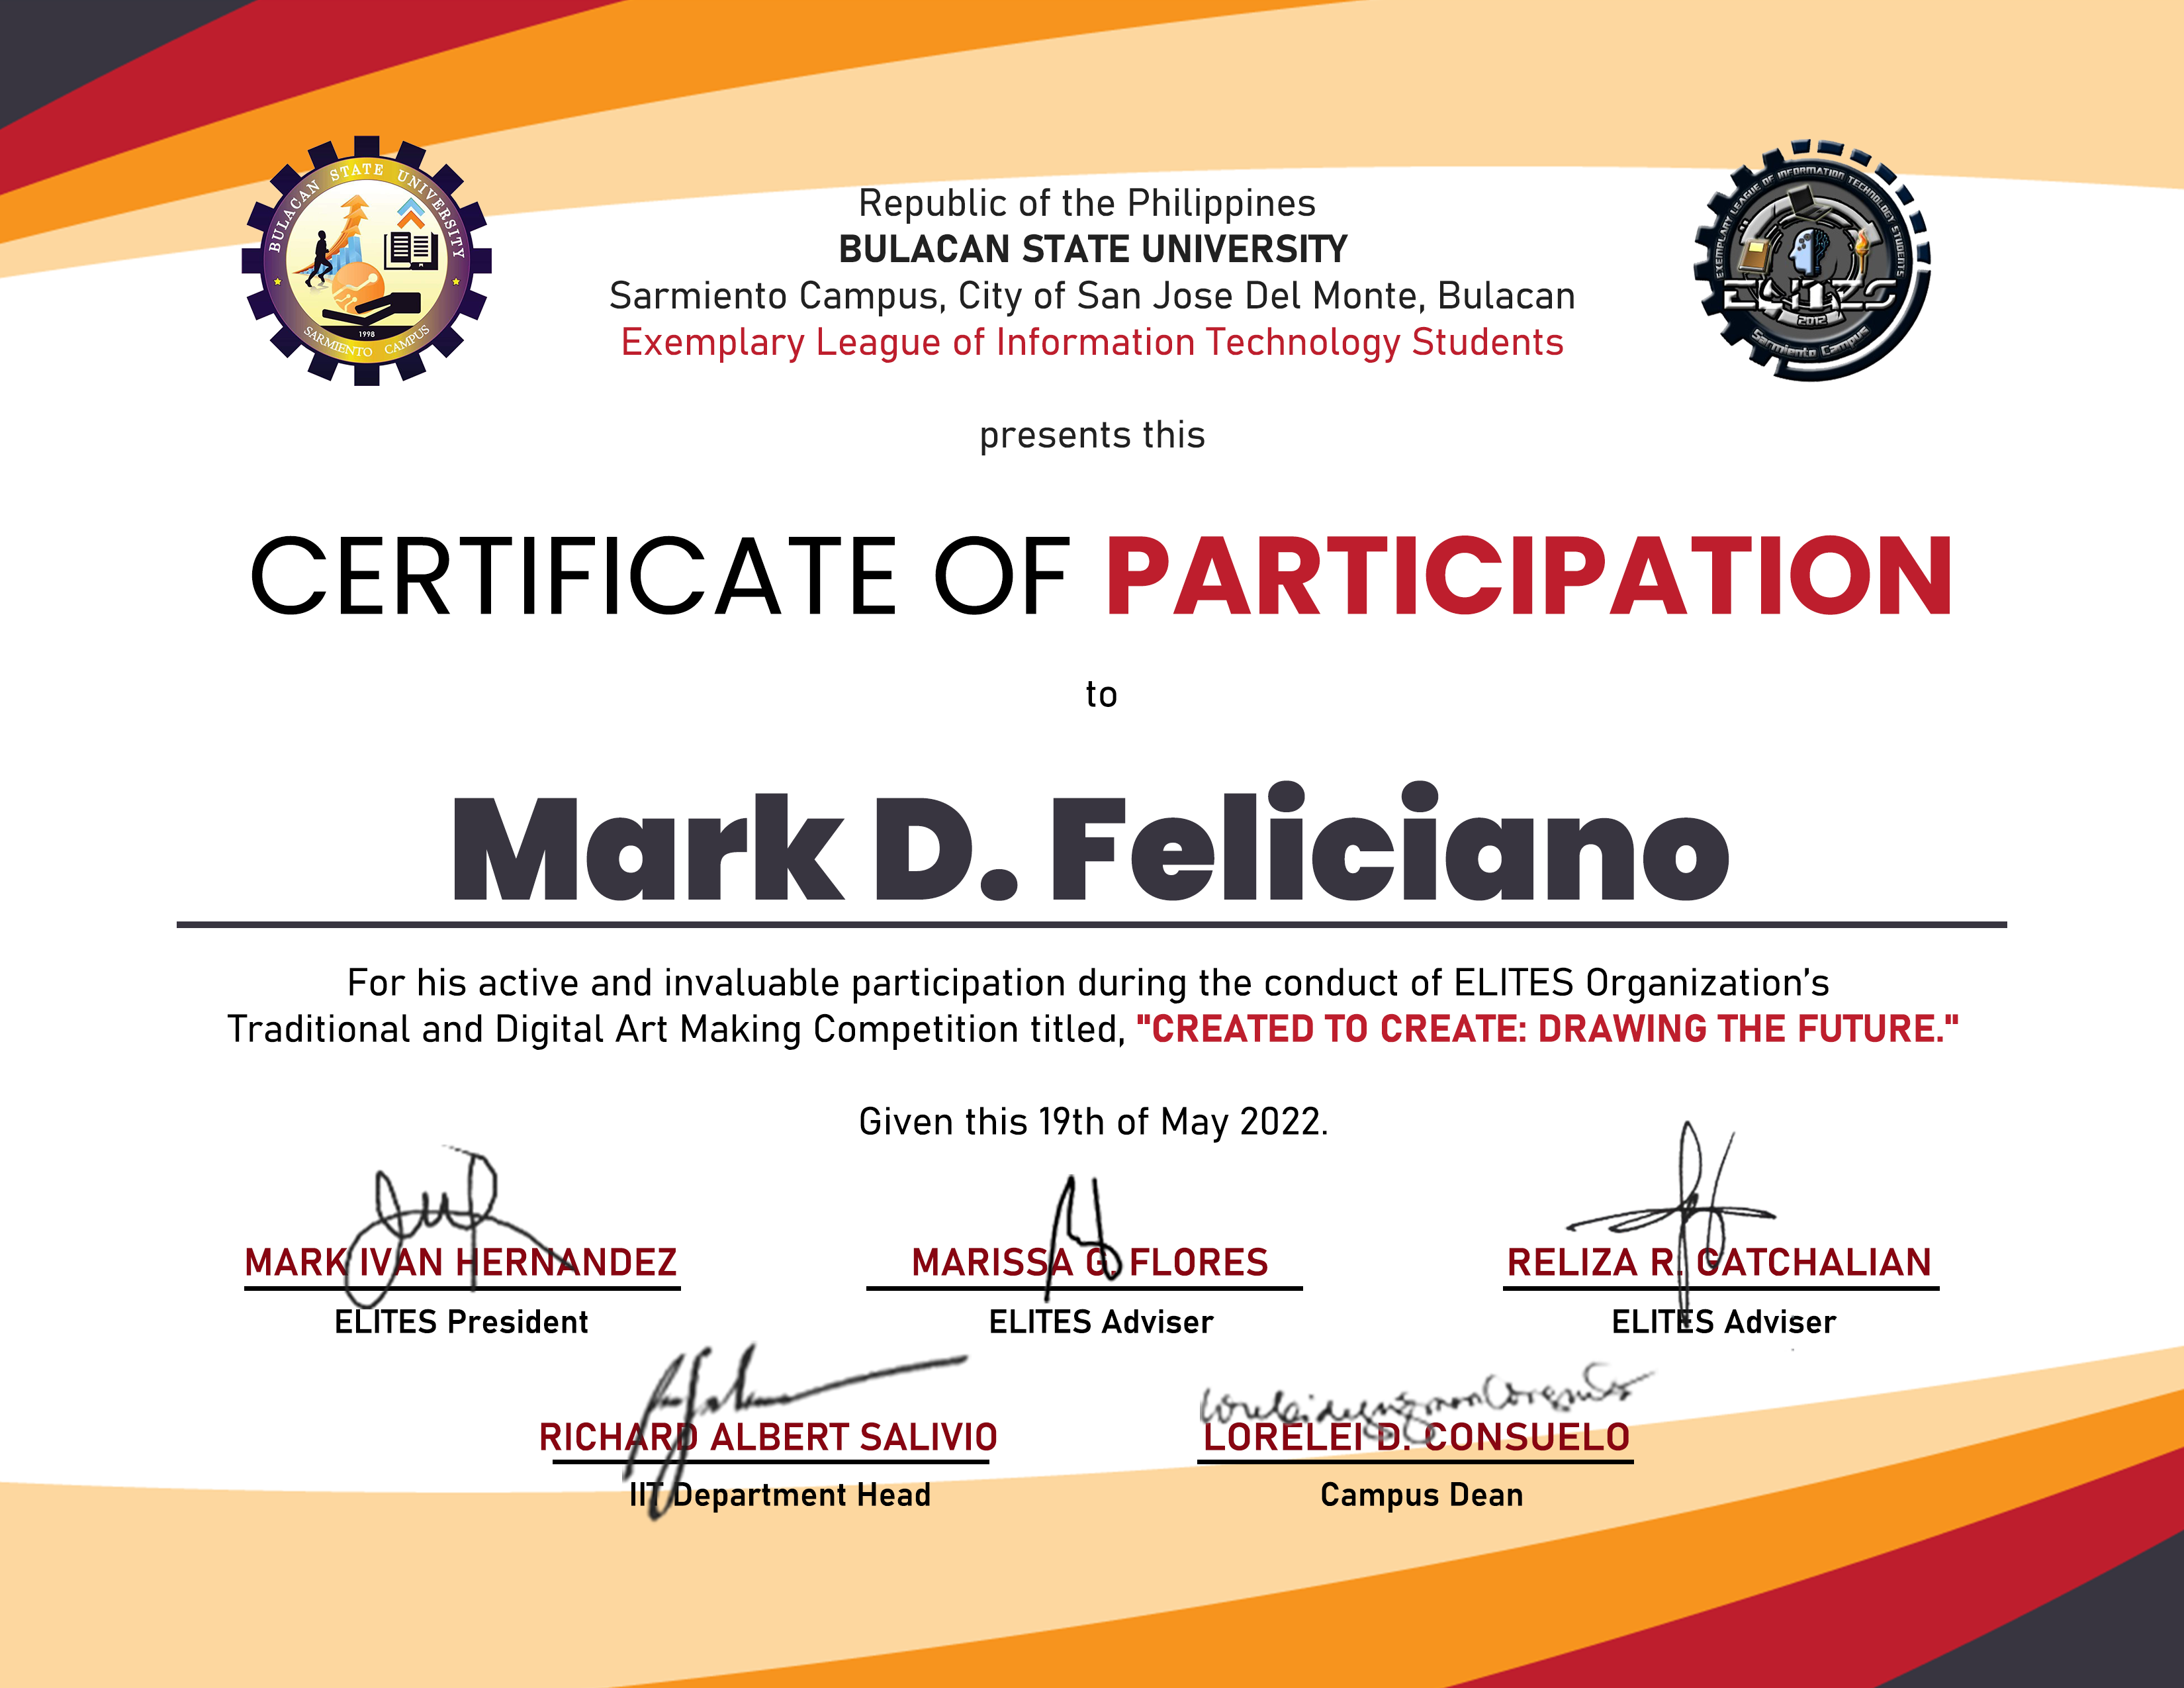 BULACAN STATE UNIVERSITY
1998
SARMIENTO CAMPUS
EXEMPLARY LEAGUE OF INFORMATION TECHNOLOGY STUDENTS
ELITES
2012
Sarmiento Campus
Republic of the Philippines
BULACAN STATE UNIVERSITY
Sarmiento Campus, City of San Jose Del Monte, Bulacan
Exemplary League of Information Technology Students
presents this
CERTIFICATE OF PARTICIPATION
to
Mark D. Feliciano
For his active and invaluable participation during the conduct of ELITES Organization's
Traditional and Digital Art Making Competition titled, "CREATED TO CREATE: DRAWING THE FUTURE."
Given this 19th of May 2022.
MARK IVAN HERNANDEZ
ELITES President
MARISSA G. FLORES
ELITES Adviser
RELIZA R. GATCHALIAN
ELITES Adviser
RICHARD ALBERT SALIVIO
IIT Department Head
LORELEI D. CONSUELO
Campus Dean